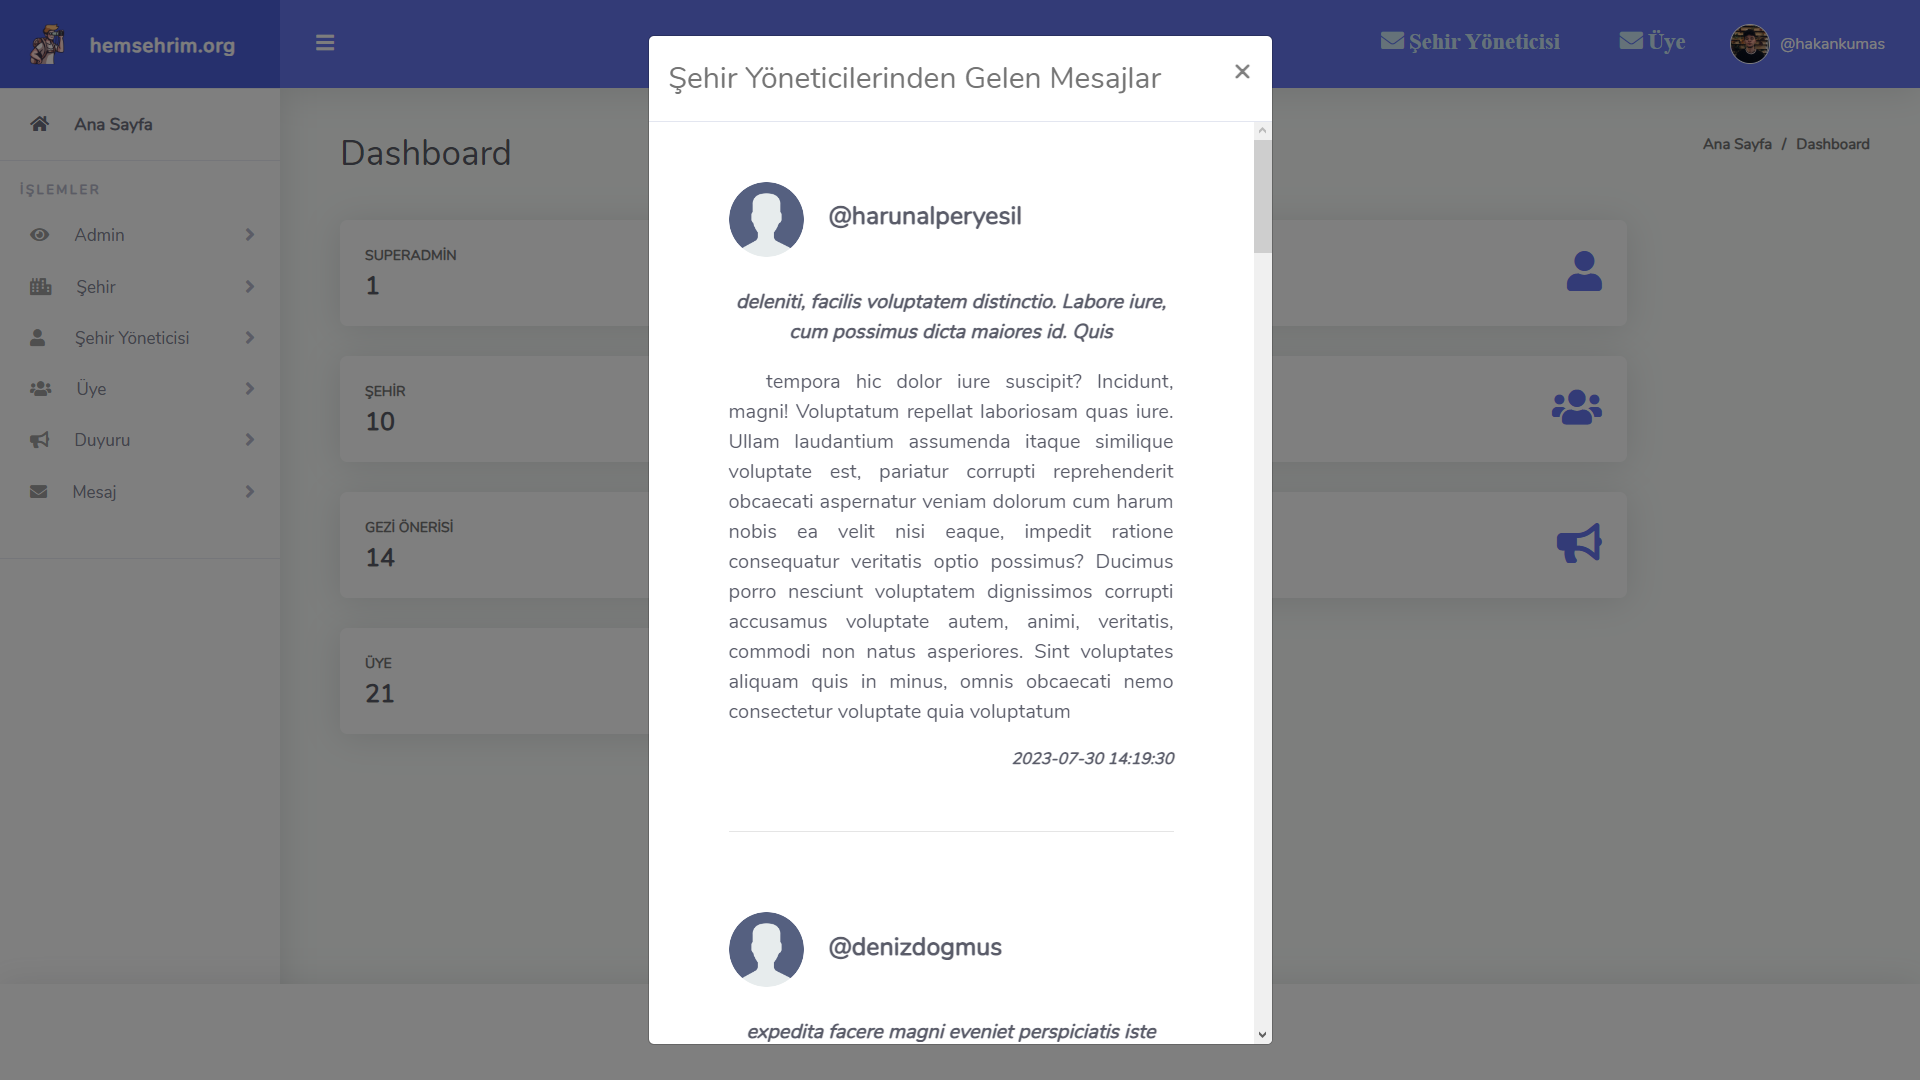 hemsehrim.org
Şehir Yöneticisi
Üye
@hakankumas
Ana Sayfa
İŞLEMLER
Admin
Şehir
Şehir Yöneticisi
Üye
Duyuru
Mesaj
Dashboard
Ana Sayfa / Dashboard
SUPERADMİN
1
ŞEHİR
10
GEZİ ÖNERİSİ
14
ÜYE
21
Şehir Yöneticilerinden Gelen Mesajlar
×
@harunalperyesil
deleniti, facilis voluptatem distinctio. Labore iure,
cum possimus dicta maiores id. Quis
tempora hic dolor iure suscipit? Incidunt,
magni! Voluptatum repellat laboriosam quas iure.
Ullam laudantium assumenda itaque similique
voluptate est, pariatur corrupti reprehenderit
obcaecati aspernatur veniam dolorum cum harum
nobis ea velit nisi eaque, impedit ratione
consequatur veritatis optio possimus? Ducimus
porro nesciunt voluptatem dignissimos corrupti
accusamus voluptate autem, animi, veritatis,
commodi non natus asperiores. Sint voluptates
aliquam quis in minus, omnis obcaecati nemo
consectetur voluptate quia voluptatum
2023-07-30 14:19:30
@denizdogmus
expedita facere magni eveniet perspiciatis iste